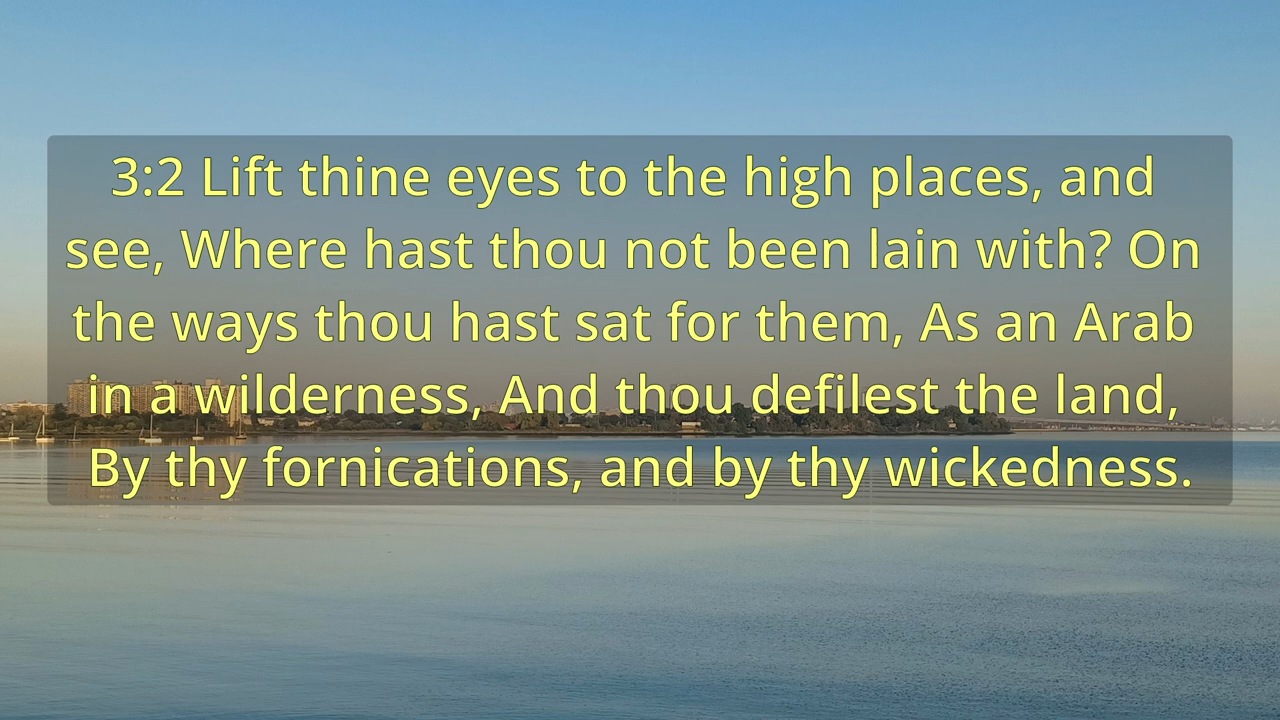 3:2 Lift thine eyes to the high places, and
see, Where hast thou not been lain with? On
the ways thou hast sat for them, As an Arab
in a wilderness, And thou defilest the land,
By thy fornications, and by thy wickedness.